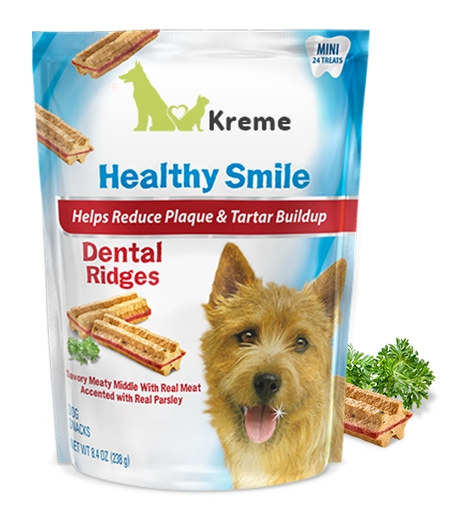 MINI
24 TREATS
Kreme
Healthy Smile
Helps Reduce Plaque & Tartar Buildup
Dental
Ridges
Savory Meaty Middle With Real Meat
Accented with Real Parsley
NET WT 8.4 OZ (238 g)